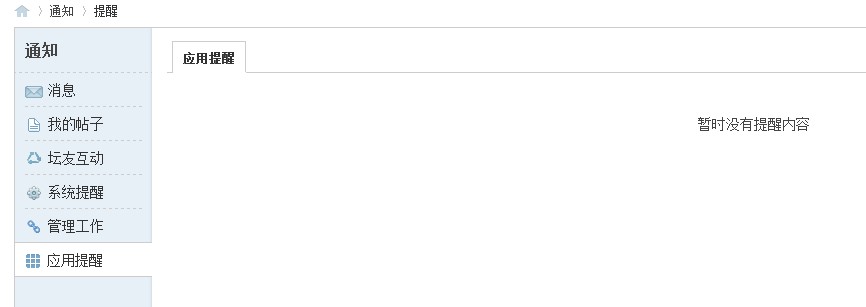 通知 提醒
通知
消息
我的帖子
坛友互动
系统提醒
管理工作
应用提醒
应用提醒
暂时没有提醒内容